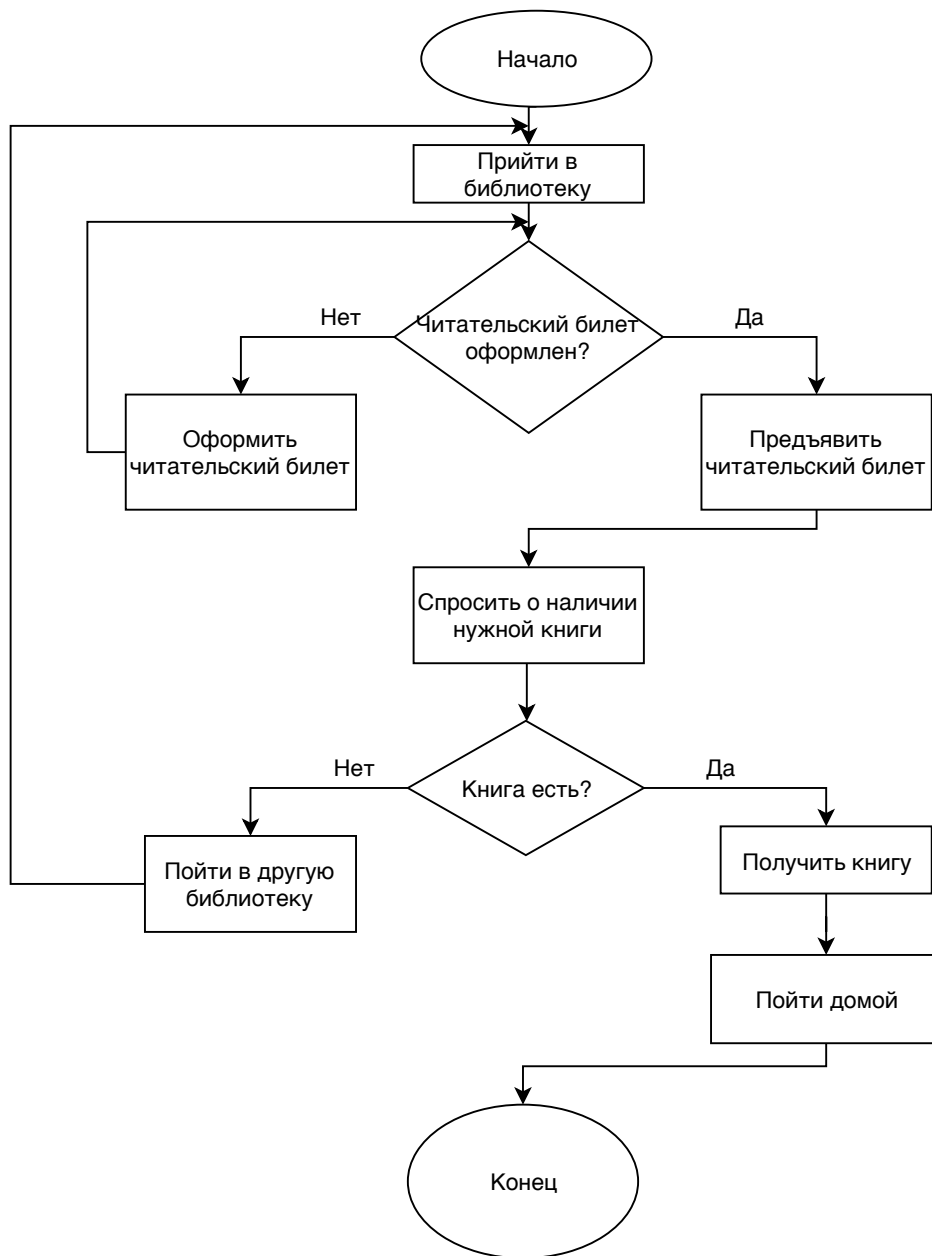 Начало
Прийти в
библиотеку
Нет
Читательский билет
оформлен?
Да
Оформить
читательский билет
Предъявить
читательский билет
Спросить о наличии
нужной книги
Нет
Книга есть?
Да
Пойти в другую
библиотеку
Получить книгу
Пойти домой
Конец